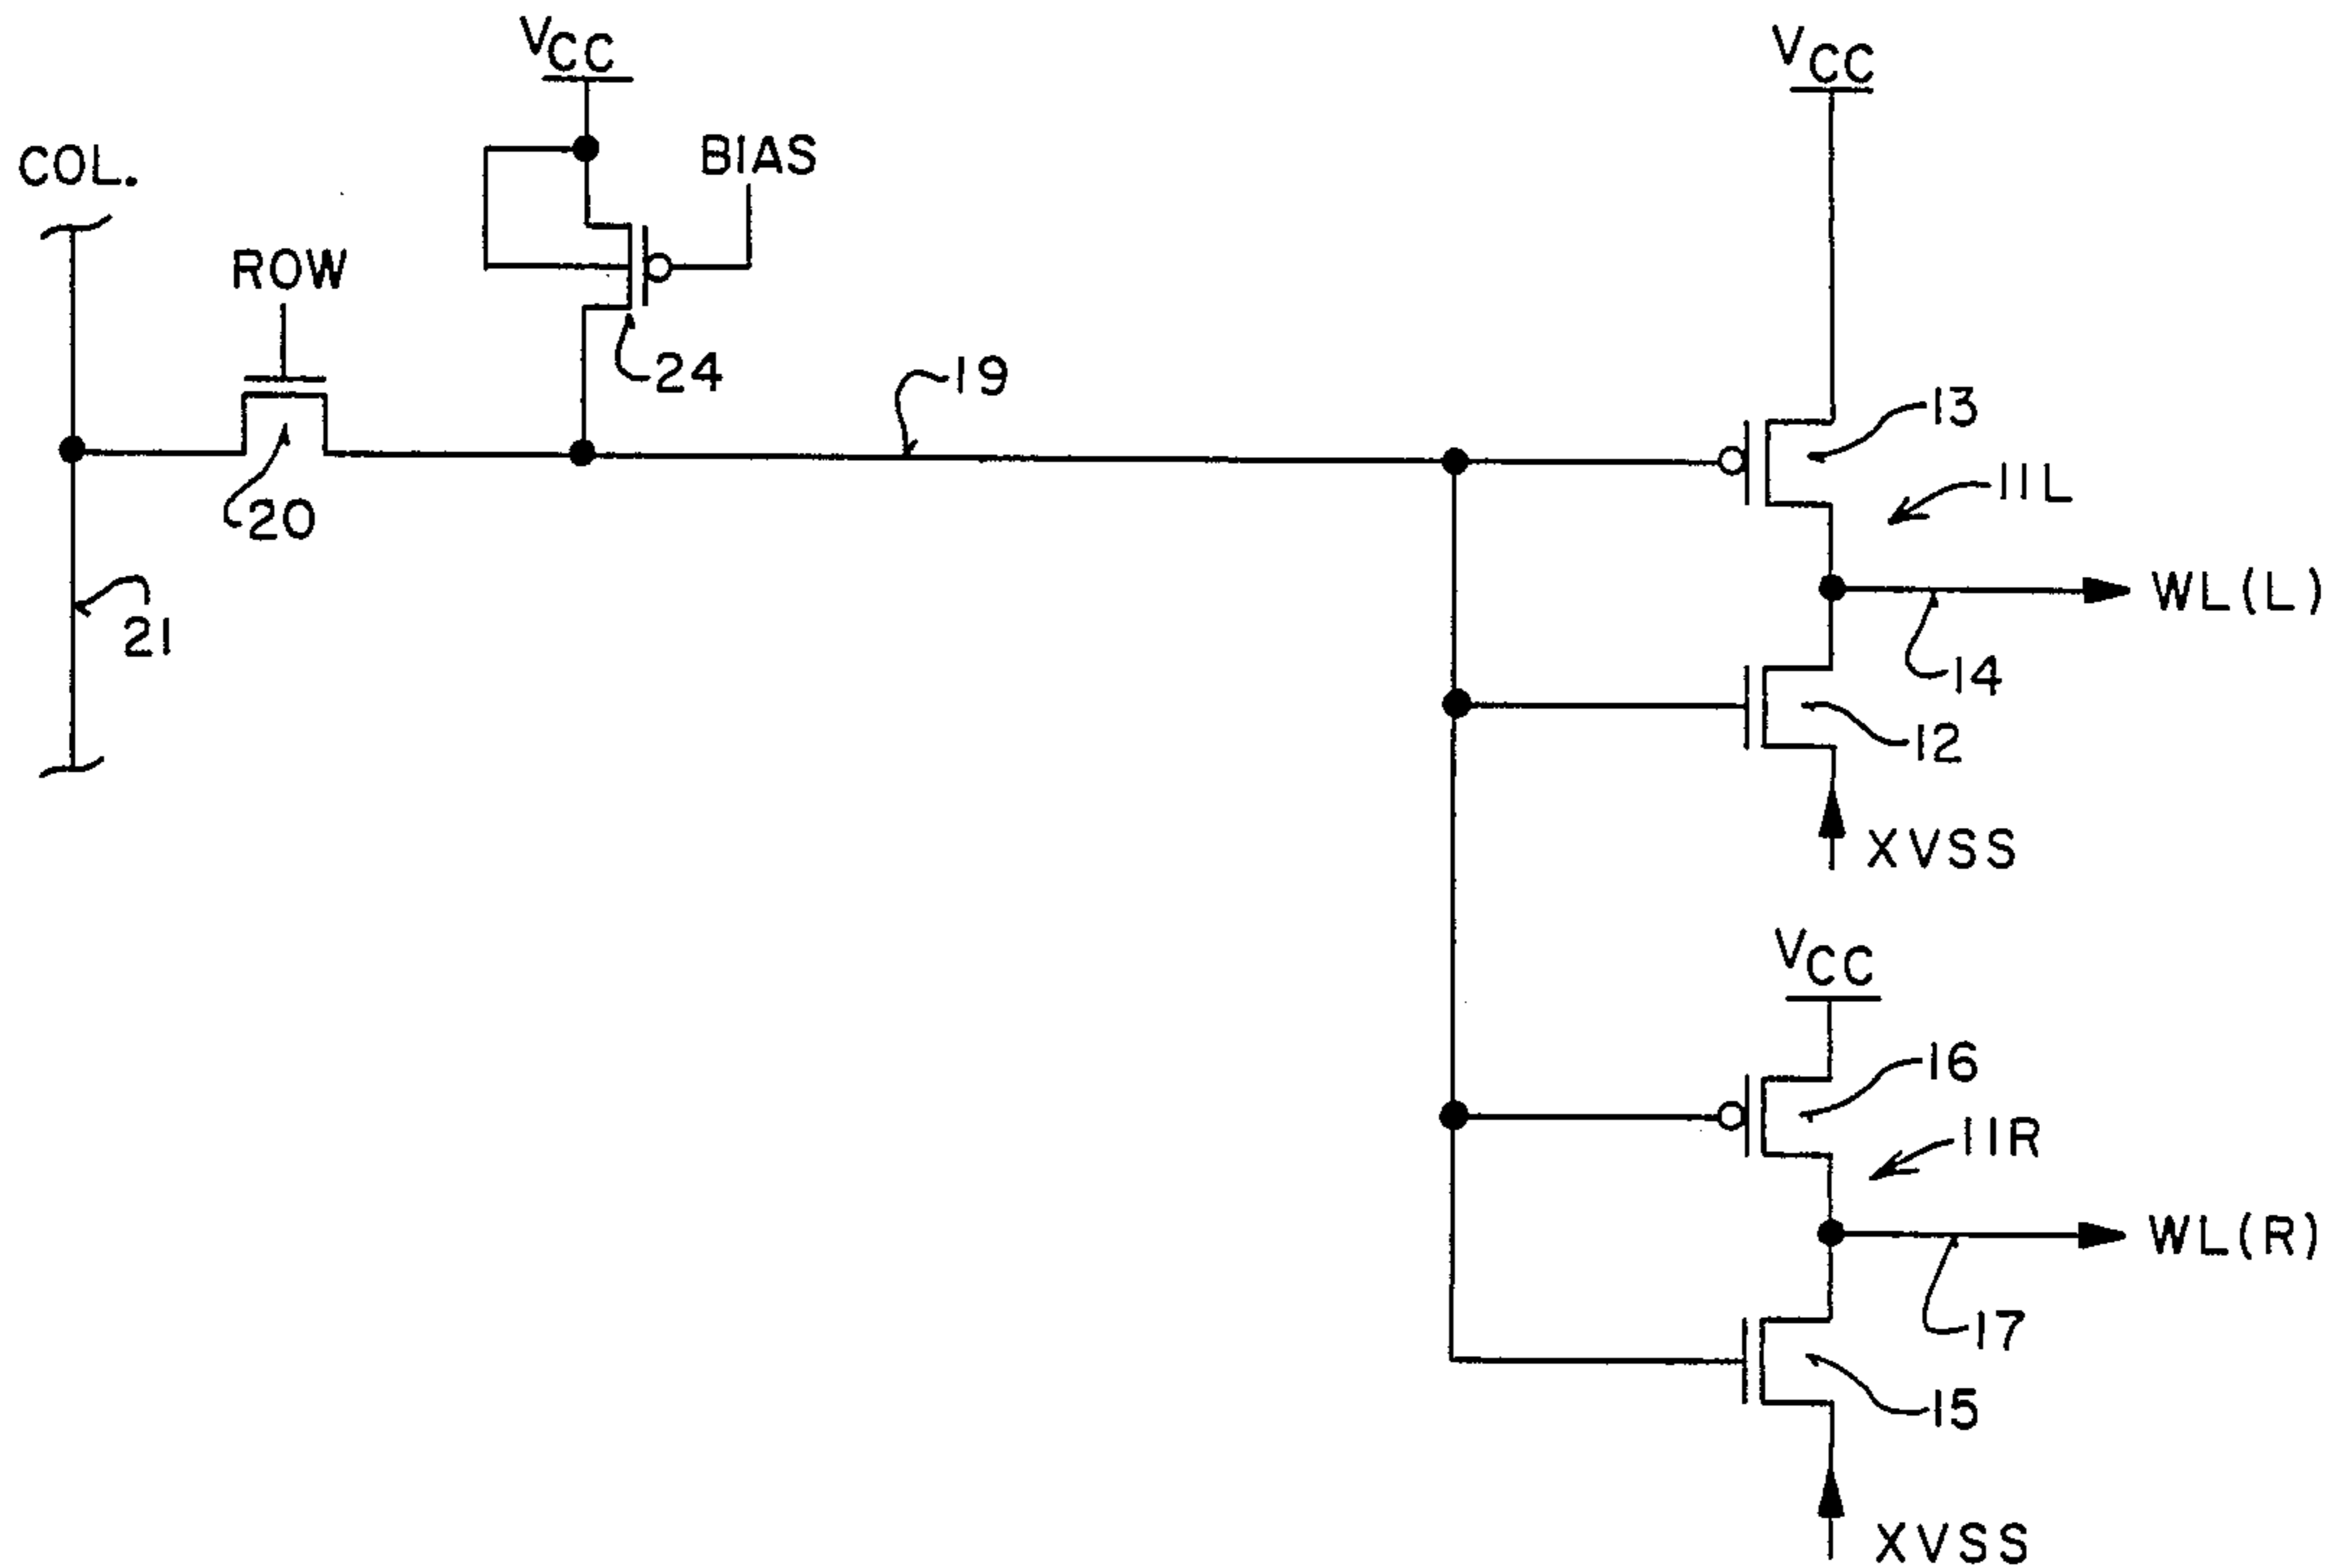 VCC
VCC
COL.
BIAS
ROW
24
19
13
20
11L
WL(L)
21
14
12
XVSS
VCC
16
11R
WL(R)
17
15
XVSS